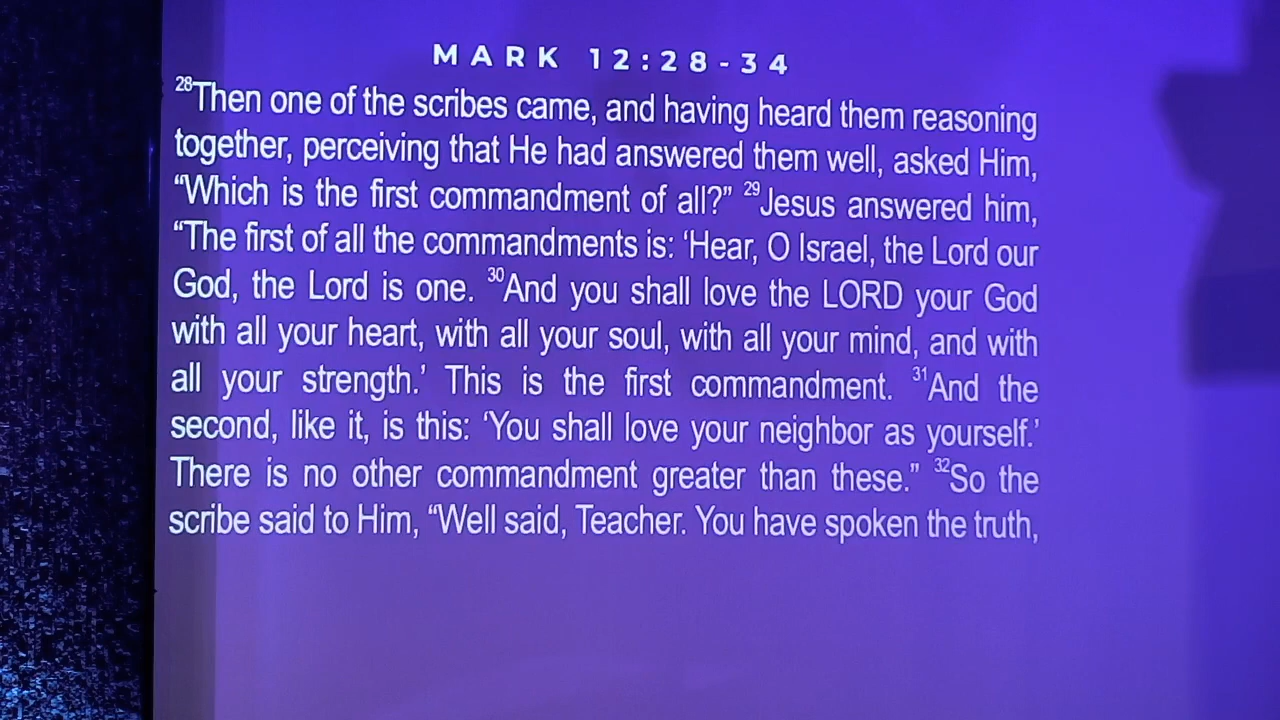 MARK 12:28-34
28Then one of the scribes came, and having heard them reasoning
together, perceiving that He had answered them well, asked Him,
“Which is the first commandment of all?” 29Jesus answered him,
“The first of all the commandments is: ‘Hear, O Israel, the Lord our
God, the Lord is one. 30And you shall love the LORD your God
with all your heart, with all your soul, with all your mind, and with
all your strength.’ This is the first commandment. 31And the
second, like it, is this: ‘You shall love your neighbor as yourself.’
There is no other commandment greater than these.” 32So the
scribe said to Him, “Well said, Teacher. You have spoken the truth,